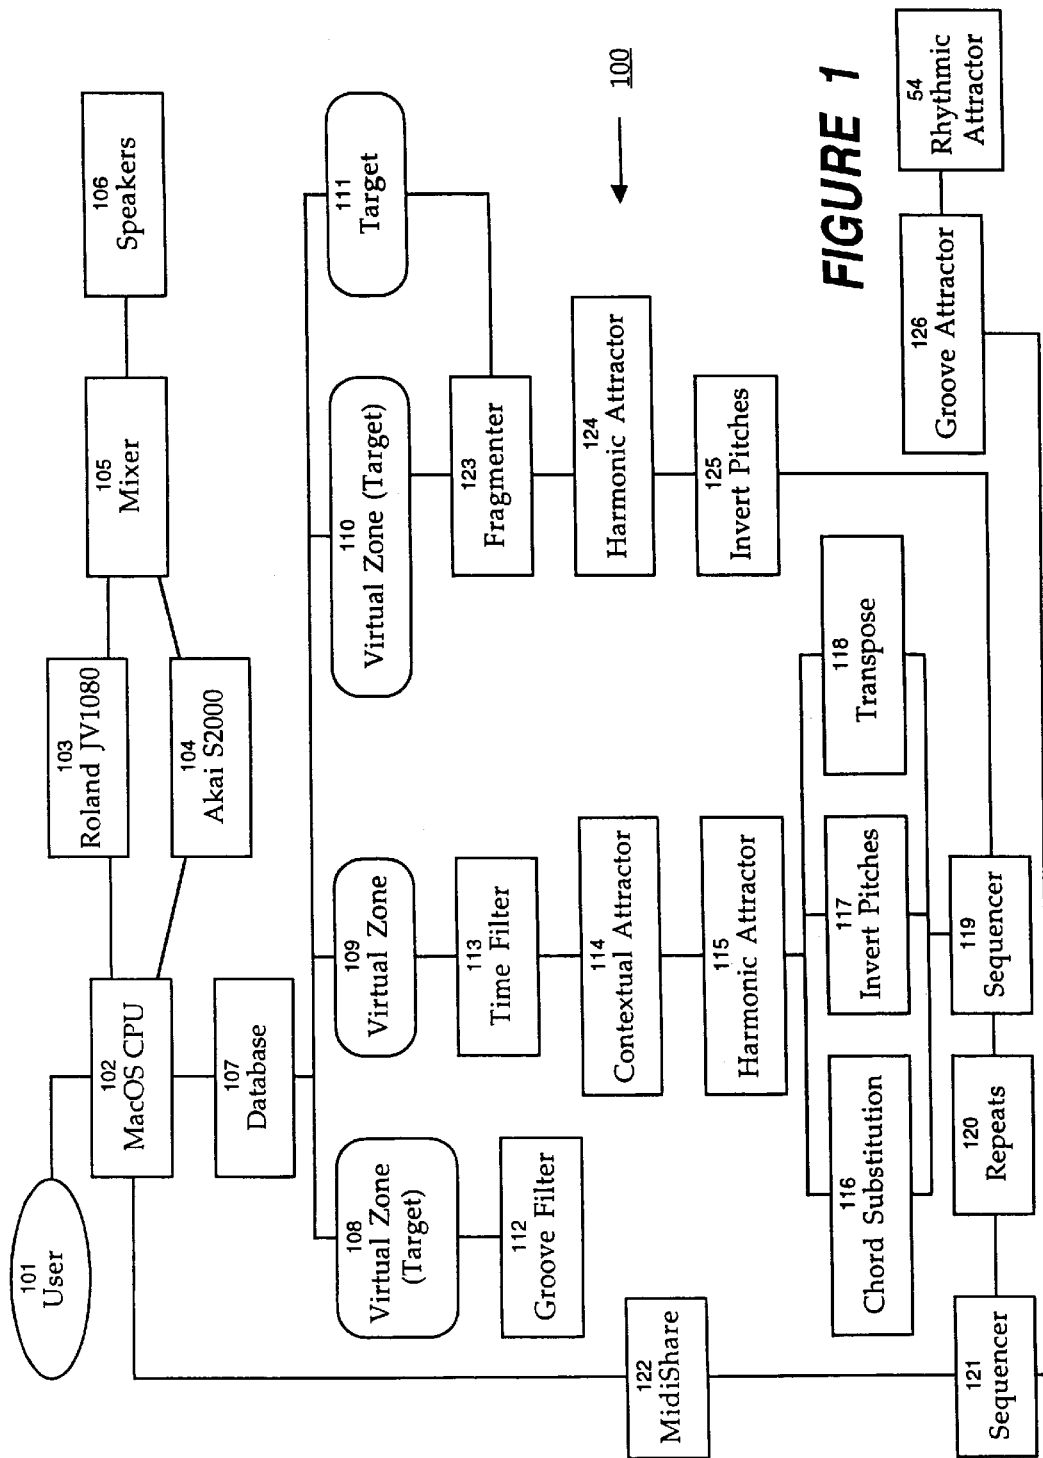 101
User
102
MacOS CPU
103
Roland JV1080
104
Akai S2000
105
Mixer
106
Speakers
107
Database
108
Virtual Zone
(Target)
109
Virtual Zone
110
Virtual Zone (Target)
111
Target
112
Groove Filter
113
Time Filter
123
Fragmenter
100
122
MidiShare
114
Contextual Attractor
124
Harmonic Attractor
115
Harmonic Attractor
125
Invert Pitches
116
Chord Substitution
117
Invert Pitches
118
Transpose
FIGURE 1
121
Sequencer
120
Repeats
119
Sequencer
126
Groove Attractor
54
Rhythmic
Attractor